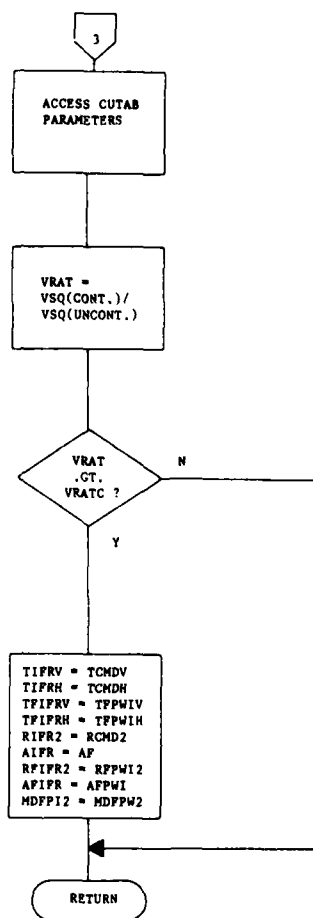 3
ACCESS CUTAB
PARAMETERS
VRAT =
VSQ(CONT.)/
VSQ(UNCONT.)
VRAT
.GT.
VRATC ?
N
Y
TIFRV = TCMDV
TIFRH = TCMDH
TFIFRV = TFPWIV
TFIFRH = TFPWIH
RIFR2 = RCMD2
AIFR = AF
RFIFR2 = RFPWI2
AFIFR = AFPWI
MDFPI2 = MDFPW2
RETURN